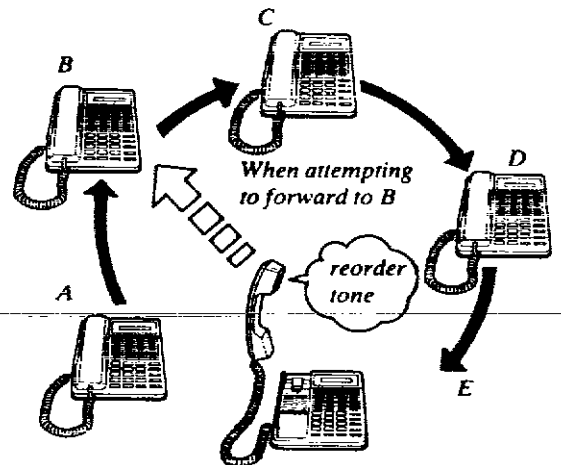 C
B
When attempting
to forward to B
D
reorder
tone
A
E